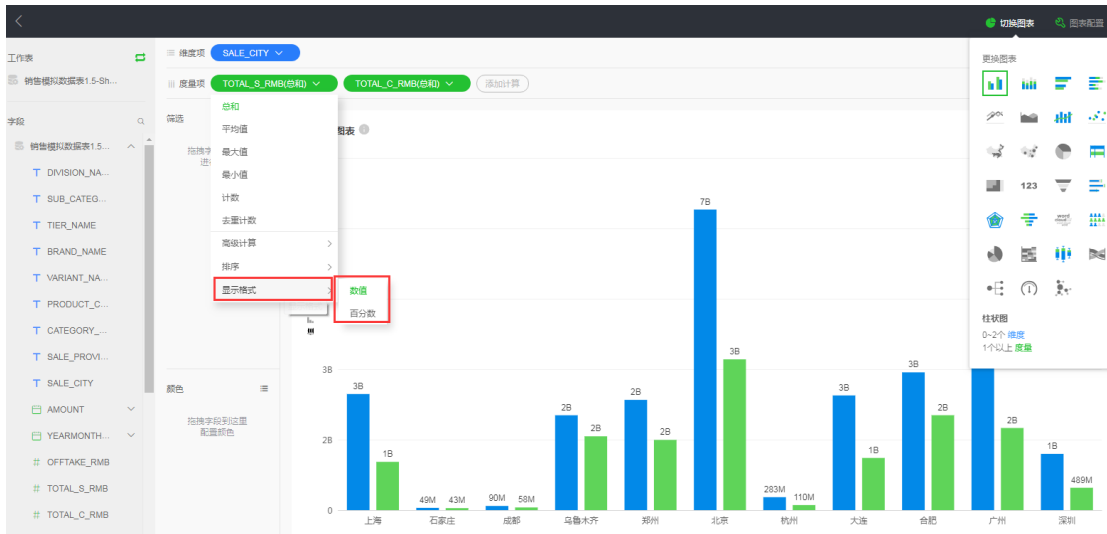 切换图表
图表配置
工作表
销售模拟数据表1.5-Sh...
字段
销售模拟数据表1.5...
DIVISION_NA...
SUB_CATEG...
TIER_NAME
BRAND_NAME
VARIANT_NA...
PRODUCT_C...
CATEGORY_...
SALE_PROVI...
SALE_CITY
AMOUNT
YEARMONTH...
OFFTAKE_RMB
TOTAL_S_RMB
TOTAL_C_RMB
维度项
SALE_CITY
度量项
TOTAL_S_RMB(总和)
TOTAL_C_RMB(总和)
添加计算
筛选
拖拽字
进
总和
平均值
最大值
最小值
计数
去重计数
高级计算
排序
显示格式
数值
百分数
颜色
拖拽字段到这里
配置颜色
图表
3B
2B
0
3B
1B
49M
43M
90M
58M
2B
2B
2B
2B
7B
3B
283M
110M
3B
1B
3B
2B
2B
1B
489M
上海
石家庄
成都
乌鲁木齐
郑州
北京
杭州
大连
合肥
广州
深圳
更换图表
123
word
cloud
柱状图
0~2个 维度
1个以上 度量